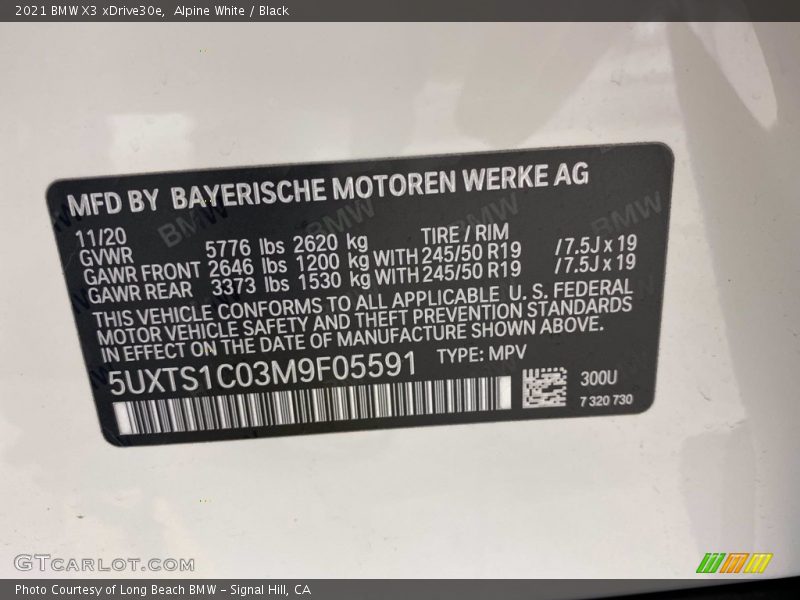 2021 BMW X3 xDrive30e, Alpine White / Black
MFD BY BAYERISCHE MOTOREN WERKE AG
11/20 TIRE / RIM
GVWR 5776 lbs 2620 kg
GAWR FRONT 2646 lbs 1200 kg WITH 245/50 R19 /7.5J x 19
GAWR REAR 3373 lbs 1530 kg WITH 245/50 R19 /7.5J x 19
THIS VEHICLE CONFORMS TO ALL APPLICABLE U. S. FEDERAL
MOTOR VEHICLE SAFETY AND THEFT PREVENTION STANDARDS
IN EFFECT ON THE DATE OF MANUFACTURE SHOWN ABOVE.
5UXTS1C03M9F05591 TYPE: MPV
300U
7 320 730
BMW BMW BMW BMW
GTCARLOT.COM
Photo Courtesy of Long Beach BMW – Signal Hill, CA